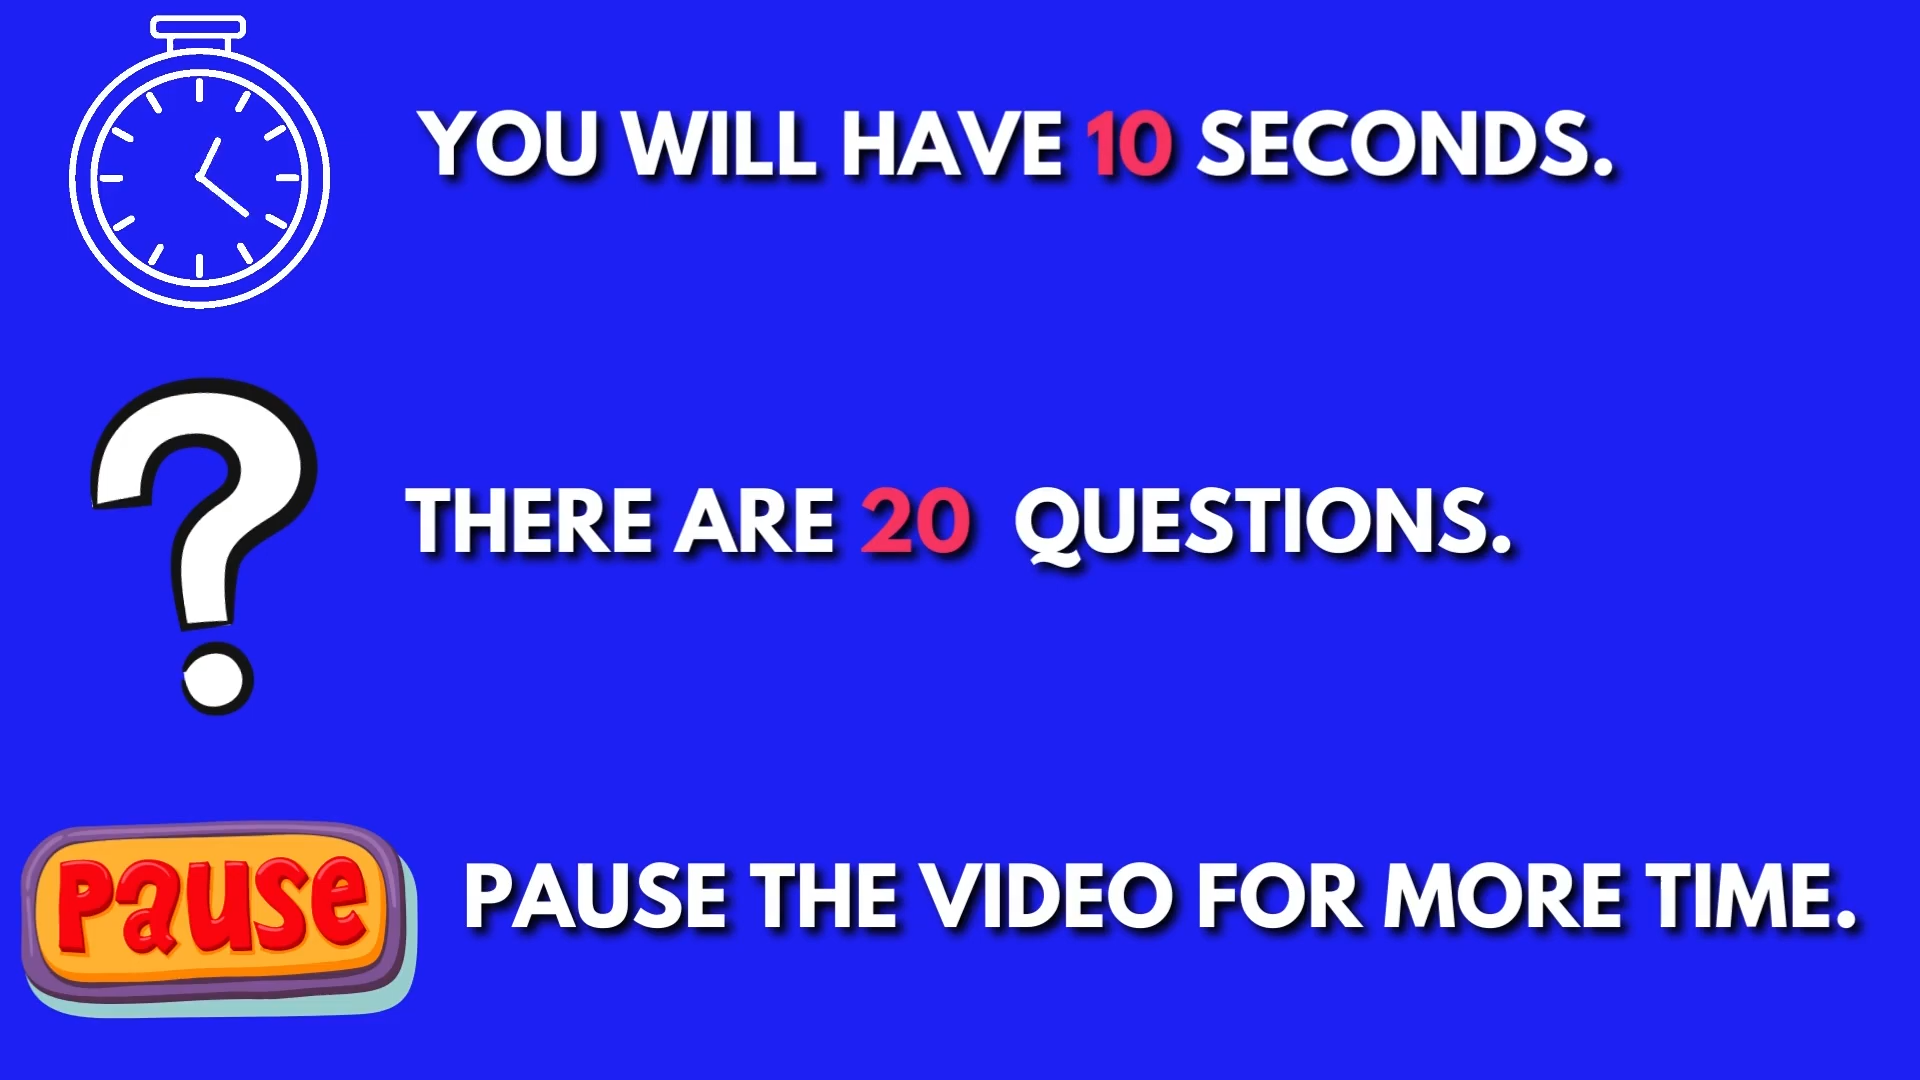 YOU WILL HAVE 10 SECONDS.
THERE ARE 20 QUESTIONS.
Pause
PAUSE THE VIDEO FOR MORE TIME.